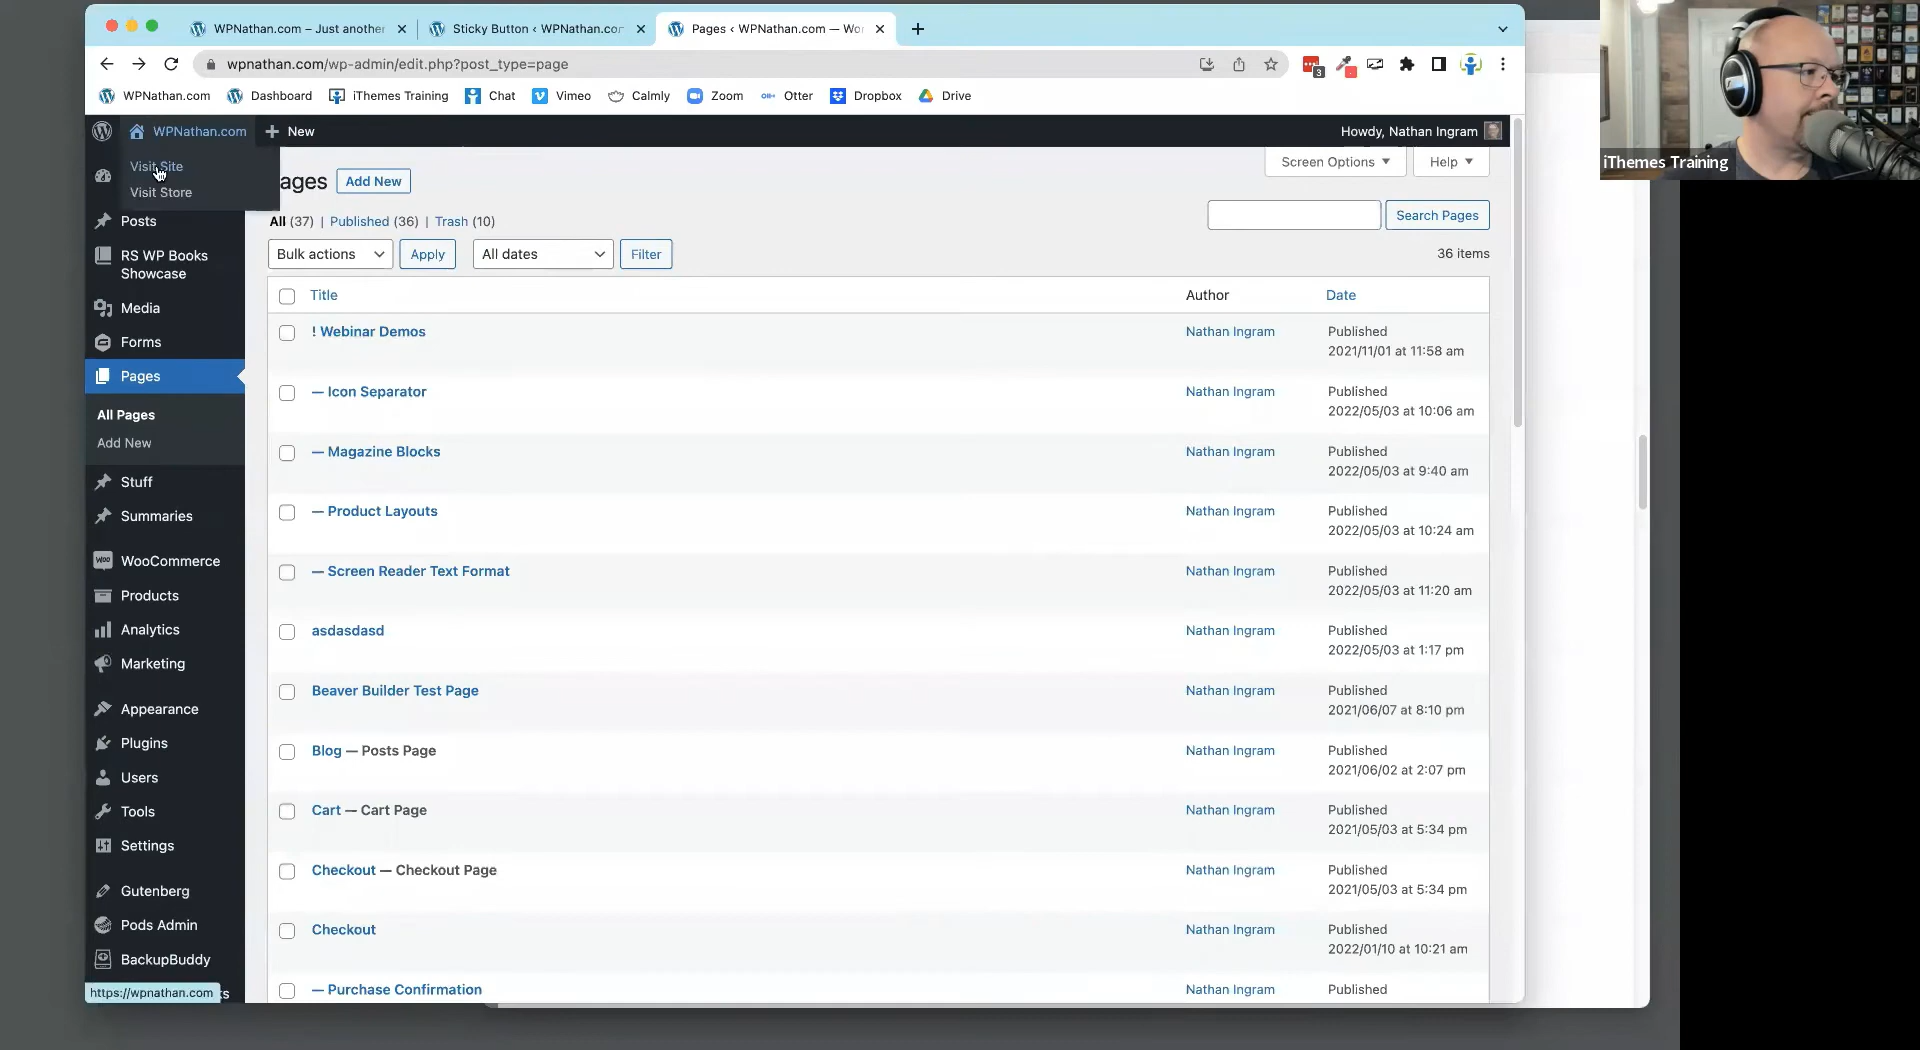 WPNathan.com – Just another
Sticky Button ‹ WPNathan.com
Pages ‹ WPNathan.com — Wor
wpnathan.com/wp-admin/edit.php?post_type=page
3
WPNathan.com
Dashboard
iThemes Training
Chat
Vimeo
Calmly
Zoom
Otter
Dropbox
Drive
WPNathan.com
New
Howdy, Nathan Ingram
Visit Site
Visit Store
Posts
RS WP Books
Showcase
Media
Forms
Pages
All Pages
Add New
Stuff
Summaries
WooCommerce
Products
Analytics
Marketing
Appearance
Plugins
Users
Tools
Settings
Gutenberg
Pods Admin
BackupBuddy
https://wpnathan.com
ages
Add New
Screen Options
Help
All (37) | Published (36) | Trash (10)
Search Pages
Bulk actions
Apply
All dates
Filter
36 items
Title
Author
Date
! Webinar Demos
Nathan Ingram
Published
2021/11/01 at 11:58 am
— Icon Separator
Nathan Ingram
Published
2022/05/03 at 10:06 am
— Magazine Blocks
Nathan Ingram
Published
2022/05/03 at 9:40 am
— Product Layouts
Nathan Ingram
Published
2022/05/03 at 10:24 am
— Screen Reader Text Format
Nathan Ingram
Published
2022/05/03 at 11:20 am
asdasdasd
Nathan Ingram
Published
2022/05/03 at 1:17 pm
Beaver Builder Test Page
Nathan Ingram
Published
2021/06/07 at 8:10 pm
Blog — Posts Page
Nathan Ingram
Published
2021/06/02 at 2:07 pm
Cart — Cart Page
Nathan Ingram
Published
2021/05/03 at 5:34 pm
Checkout — Checkout Page
Nathan Ingram
Published
2021/05/03 at 5:34 pm
Checkout
Nathan Ingram
Published
2022/01/10 at 10:21 am
— Purchase Confirmation
Nathan Ingram
Published
iThemes Training